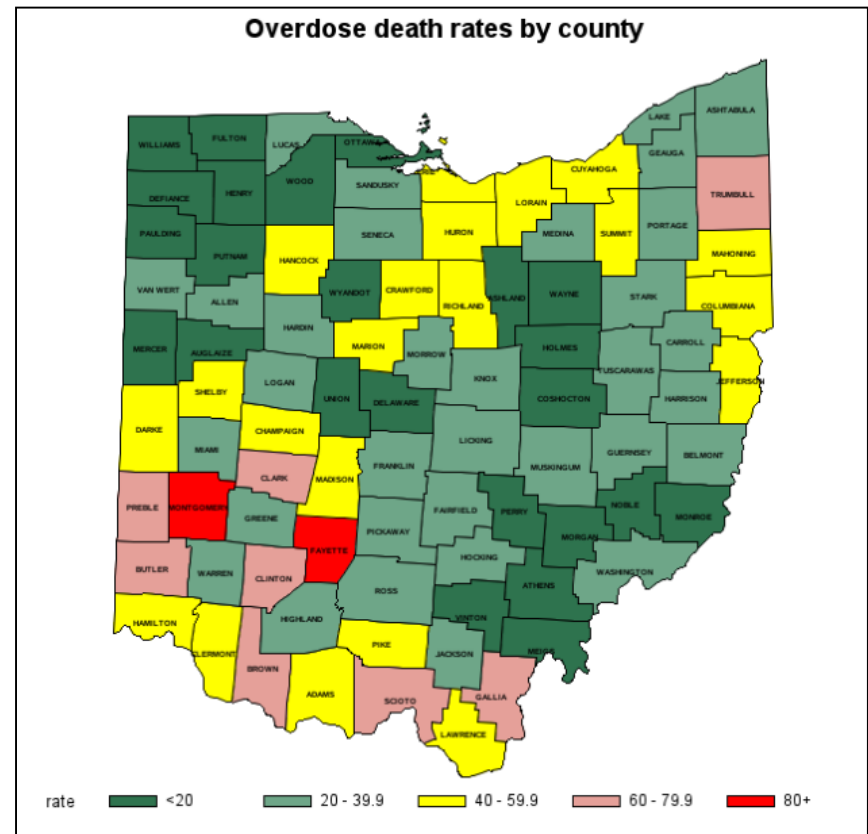 Overdose death rates by county
ASHTABULA
LAKE
FULTON
WILLIAMS
LUCAS
OTTAWA
GEAUGA
CUYAHOGA
WOOD
SANDUSKY
TRUMBULL
HENRY
DEFIANCE
LORAIN
PORTAGE
HURON
MEDINA
SUMMIT
SENECA
PAULDING
MAHONING
PUTNAM
HANCOCK
VAN WERT
CRAWFORD
WYANDOT
WAYNE
STARK
ASHLAND
ALLEN
RICHLAND
COLUMBIANA
HARDIN
CARROLL
MERCER
HOLMES
AUGLAIZE
MARION
MORROW
TUSCARAWAS
KNOX
JEFFERSON
LOGAN
SHELBY
HARRISON
UNION
DELAWARE
COSHOCTON
DARKE
CHAMPAIGN
LICKING
MIAMI
GUERNSEY
BELMONT
MUSKINGUM
FRANKLIN
CLARK
MADISON
PREBLE
MONTGOMERY
NOBLE
FAIRFIELD
PERRY
MONROE
GREENE
PICKAWAY
MORGAN
FAYETTE
HOCKING
BUTLER
WARREN
CLINTON
WASHINGTON
ATHENS
ROSS
VINTON
HIGHLAND
HAMILTON
PIKE
MEIGS
CLERMONT
JACKSON
BROWN
ADAMS
SCIOTO
GALLIA
LAWRENCE
rate <20 20 - 39.9 40 - 59.9 60 - 79.9 80+